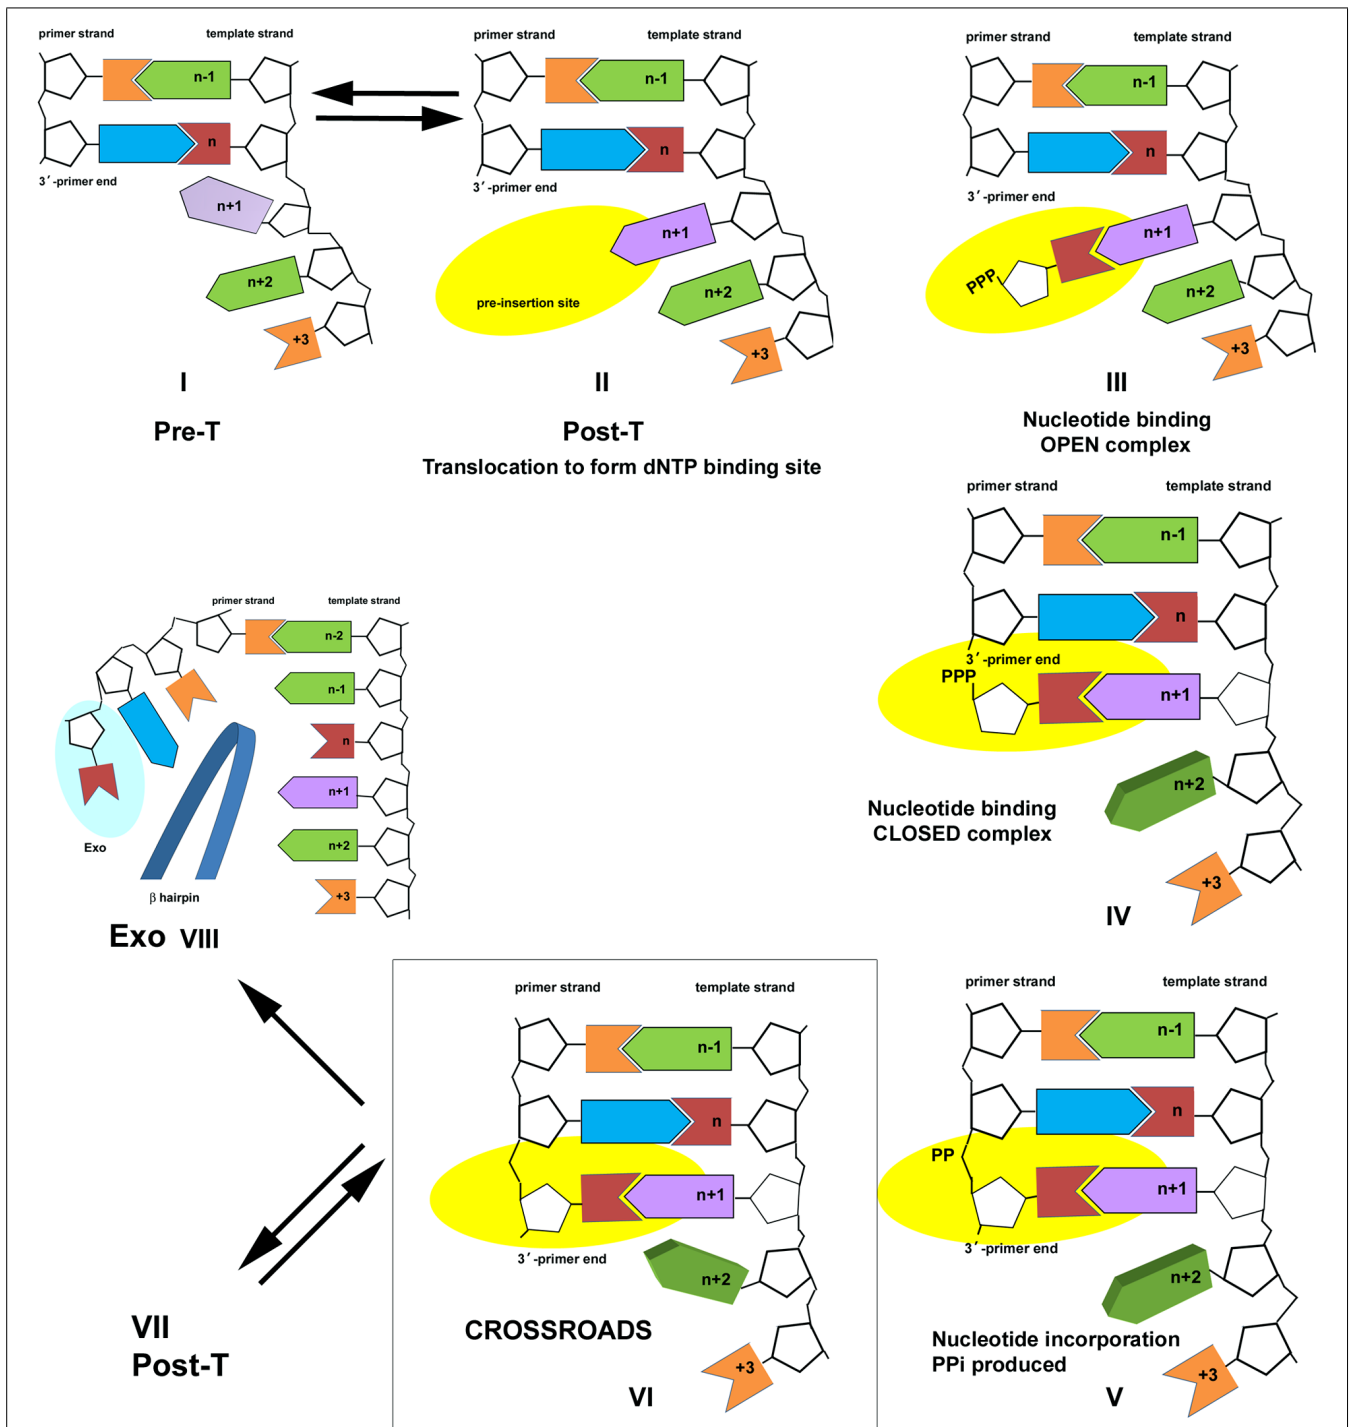 primer strand
template strand
n-1
n
3′-primer end
n+1
n+2
+3
I
Pre-T
primer strand
template strand
n-1
n
3′-primer end
n+1
pre-insertion site
n+2
+3
II
Post-T
Translocation to form dNTP binding site
primer strand
template strand
n-1
n
3′-primer end
n+1
PPP
n+2
+3
III
Nucleotide binding
OPEN complex
primer strand
template strand
n-1
n
3′-primer end
PPP
n+1
n+2
+3
Nucleotide binding
CLOSED complex
IV
primer strand
template strand
n-2
n-1
n
n+1
n+2
+3
Exo
β hairpin
Exo VIII
primer strand
template strand
n-1
n
n+1
3′-primer end
n+2
CROSSROADS
+3
VI
primer strand
template strand
n-1
n
PP
n+1
3′-primer end
n+2
Nucleotide incorporation
PPi produced
+3
V
VII
Post-T